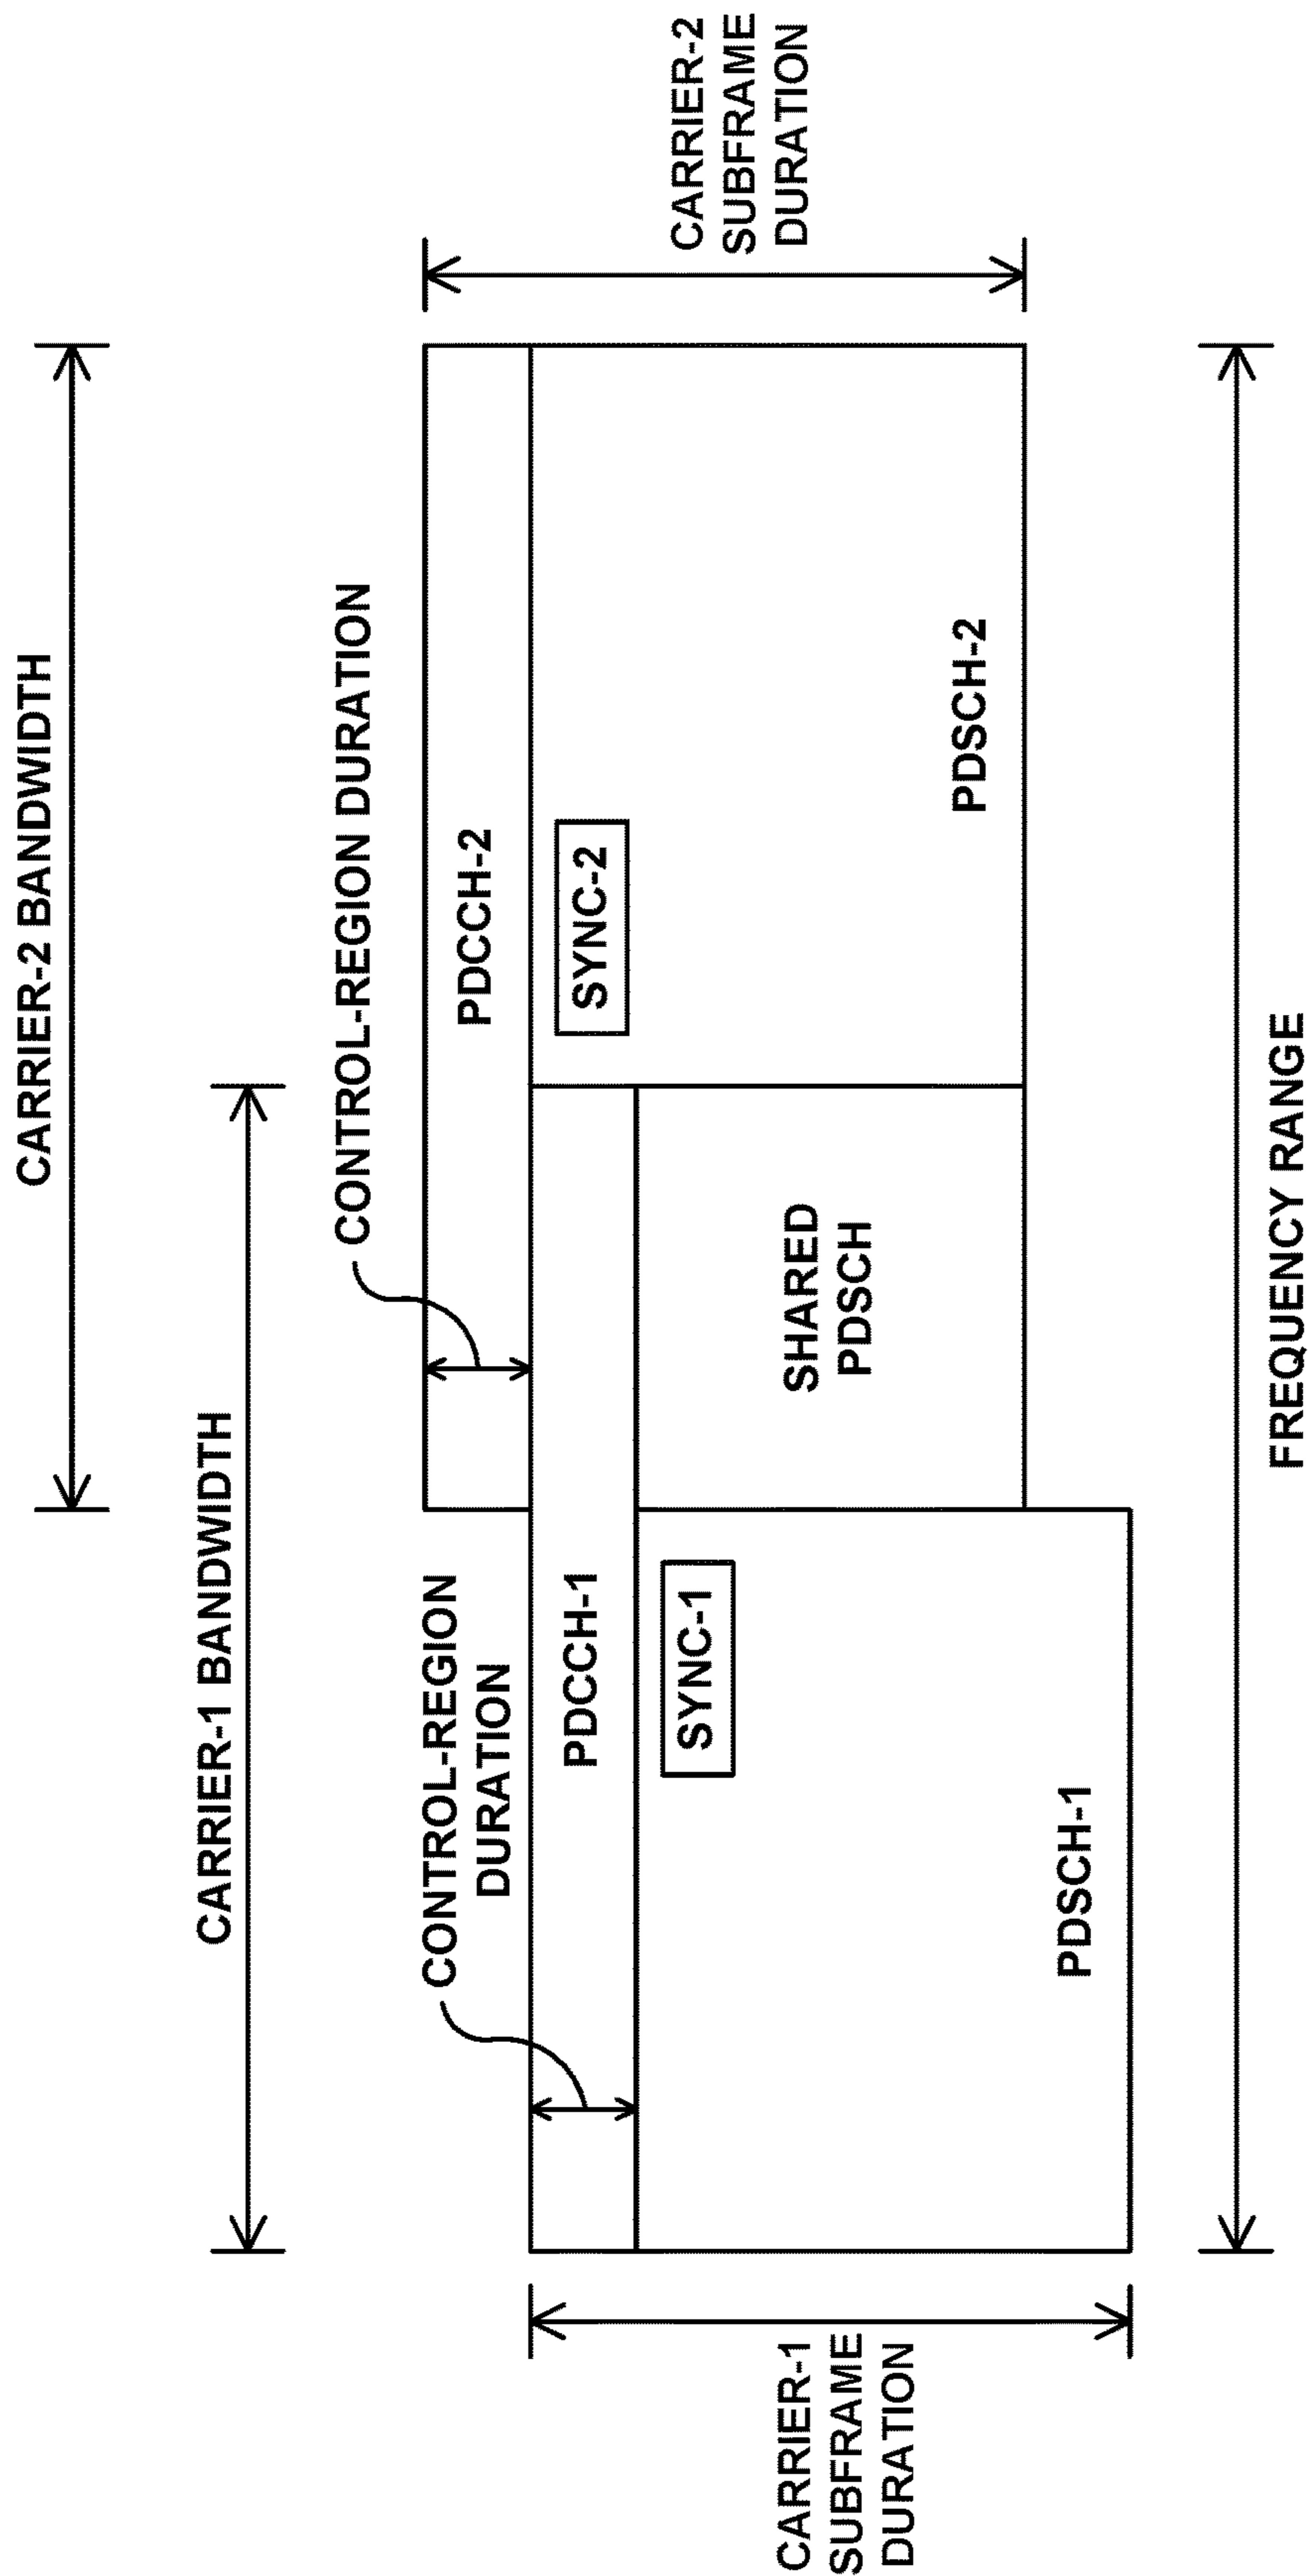 CARRIER-2 BANDWIDTH
CARRIER-1 BANDWIDTH
CONTROL-REGION DURATION
CONTROL-REGION
DURATION
PDCCH-2
PDCCH-1
SYNC-2
SYNC-1
SHARED
PDSCH
PDSCH-2
PDSCH-1
CARRIER-1
SUBFRAME
DURATION
CARRIER-2
SUBFRAME
DURATION
FREQUENCY RANGE